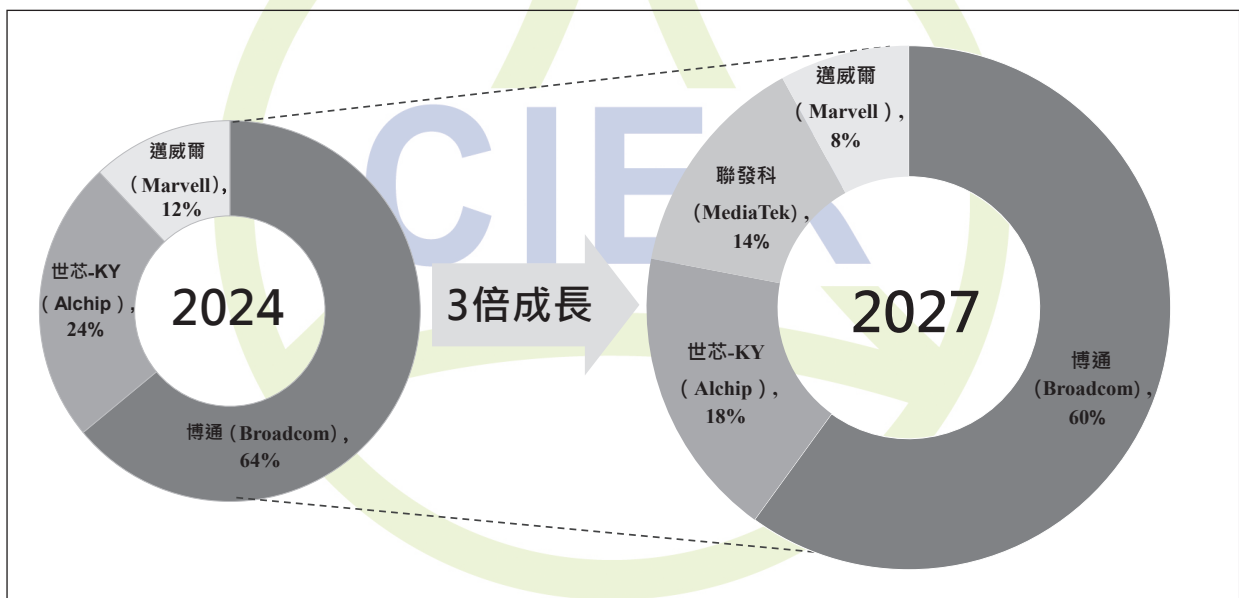 邁威爾
（Marvell），
12%
世芯-KY
（Alchip），
24%
2024
博通（Broadcom），
64%
3倍成長
邁威爾
（Marvell），
8%
聯發科
（MediaTek），
14%
世芯-KY
（Alchip），
18%
2027
博通
（Broadcom），
60%